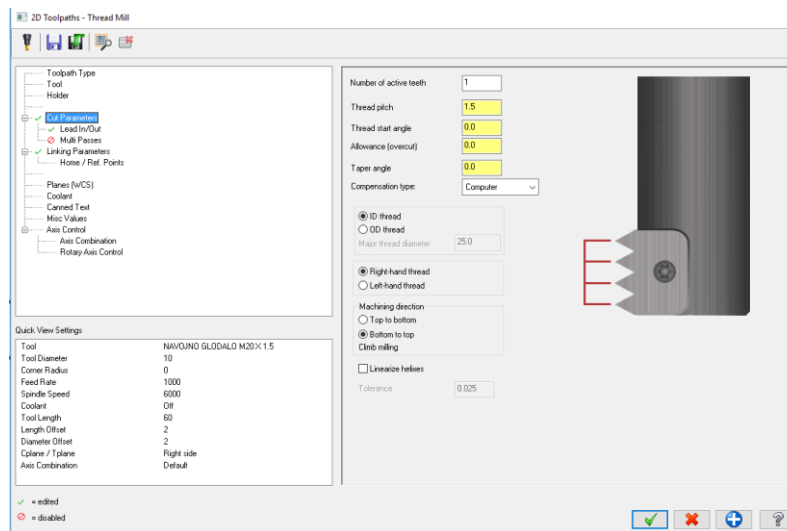 2D Toolpaths - Thread Mill
Toolpath Type
Tool
Holder
Cut Parameters
Lead In/Out
Multi Passes
Linking Parameters
Home / Ref. Points
Planes (WCS)
Coolant
Canned Text
Misc Values
Axis Control
Axis Combination
Rotary Axis Control
Quick View Settings
Tool NAVOJNO GLODALO M20X1.5
Tool Diameter 10
Corner Radius 0
Feed Rate 1000
Spindle Speed 6000
Coolant Off
Tool Length 60
Length Offset 2
Diameter Offset 2
Cplane / Tplane Right side
Axis Combination Default
= edited
= disabled
Number of active teeth 1
Thread pitch 1.5
Thread start angle 0.0
Allowance (overcut) 0.0
Taper angle 0.0
Compensation type: Computer
ID thread
OD thread
Major thread diameter 25.0
Right-hand thread
Left-hand thread
Machining direction
Top to bottom
Bottom to top
Climb milling
Linearize helixes
Tolerance 0.025
?